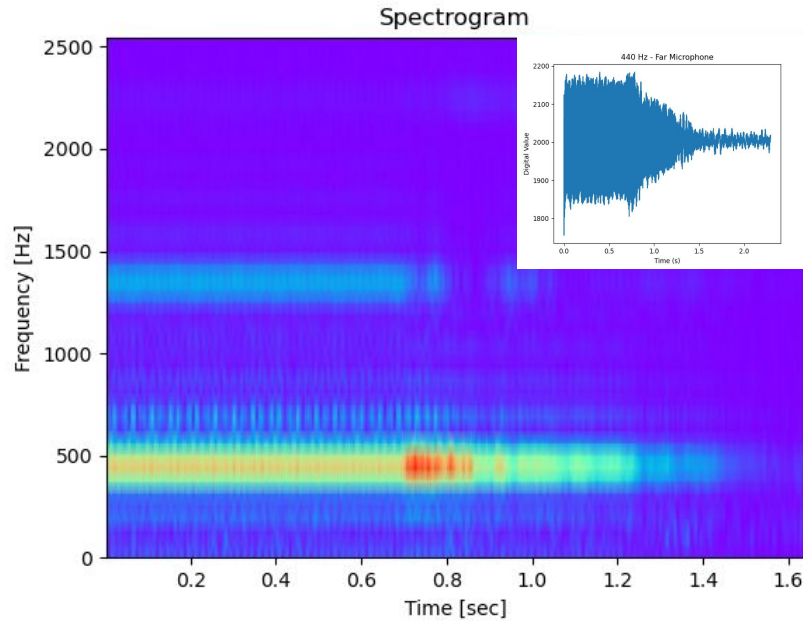 Spectrogram
2500
2000
1500
1000
500
0
Frequency [Hz]
0.2 0.4 0.6 0.8 1.0 1.2 1.4 1.6
Time [sec]
440 Hz - Far Microphone
2200
2100
2000
1900
1800
Digital Value
0.0 0.5 1.0 1.5 2.0
Time (s)